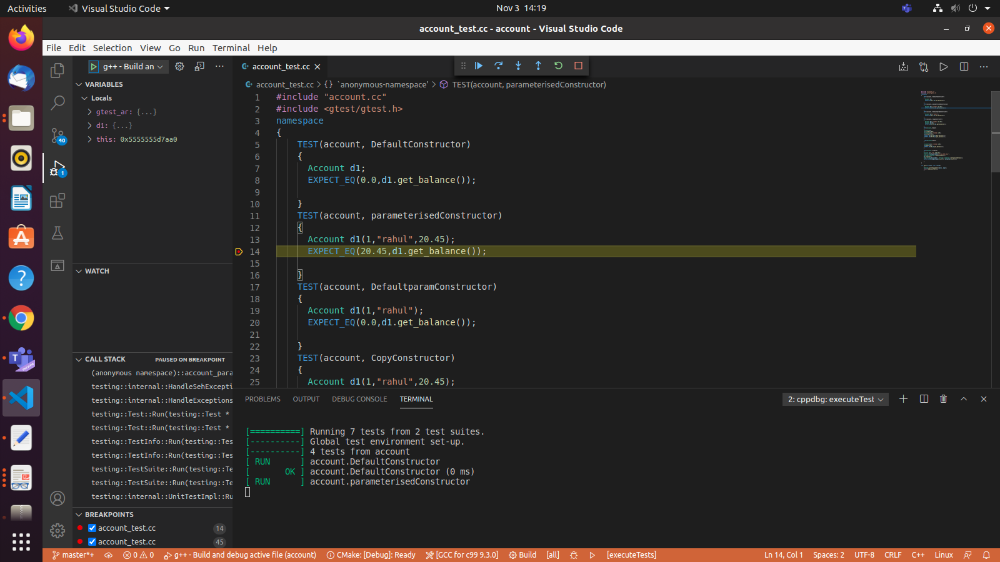 Activities
Visual Studio Code
Nov 3 14:19
account_test.cc - account - Visual Studio Code
File Edit Selection View Go Run Terminal Help
g++ - Build an
account_test.cc
VARIABLES
Locals
gtest_ar: {...}
d1: {...}
this: 0x5555555d7aa0
40
1
WATCH
CALL STACK PAUSED ON BREAKPOINT
(anonymous namespace)::account_para
testing::internal::HandleSehExcepti
testing::internal::HandleExceptions
testing::Test::Run(testing::Test *
testing::Test::Run(testing::Test *
testing::TestInfo::Run(testing::Tes
testing::TestInfo::Run(testing::Tes
testing::TestSuite::Run(testing::Te
testing::TestSuite::Run(testing::Te
testing::internal::UnitTestImpl::Ru
BREAKPOINTS
account_test.cc 14
account_test.cc 45
account_test.cc > {} `anonymous-namespace' > TEST(account, parameterisedConstructor)
1 #include "account.cc"
2 #include <gtest/gtest.h>
3 namespace
4 {
5 TEST(account, DefaultConstructor)
6 {
7 Account d1;
8 EXPECT_EQ(0.0,d1.get_balance());
9
10 }
11 TEST(account, parameterisedConstructor)
12 {
13 Account d1(1,"rahul",20.45);
14 EXPECT_EQ(20.45,d1.get_balance());
15
16 }
17 TEST(account, DefaultparamConstructor)
18 {
19 Account d1(1,"rahul");
20 EXPECT_EQ(0.0,d1.get_balance());
21
22 }
23 TEST(account, CopyConstructor)
24 {
25 Account d1(1,"rahul",20.45);
PROBLEMS OUTPUT DEBUG CONSOLE TERMINAL
2: cppdbg: executeTest
[==========] Running 7 tests from 2 test suites.
[----------] Global test environment set-up.
[----------] 4 tests from account
[ RUN      ] account.DefaultConstructor
[       OK ] account.DefaultConstructor (0 ms)
[ RUN      ] account.parameterisedConstructor
master*+ 0 0 g++ - Build and debug active file (account) CMake: [Debug]: Ready [GCC for c99 9.3.0] Build [all] [executeTests] Ln 14, Col 1 Spaces: 2 UTF-8 CRLF C++ Linux